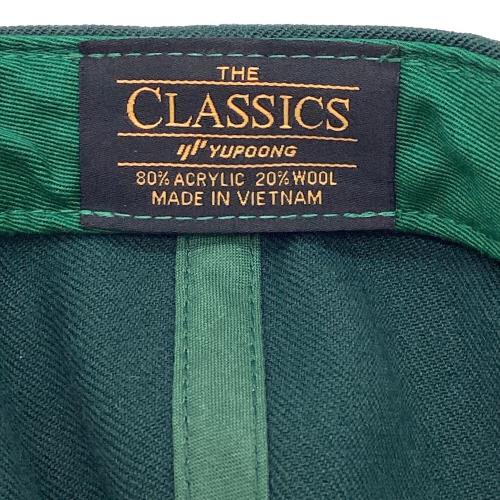 THE
CLASSICS
YUPOONG
80% ACRYLIC 20% WOOL
MADE IN VIETNAM